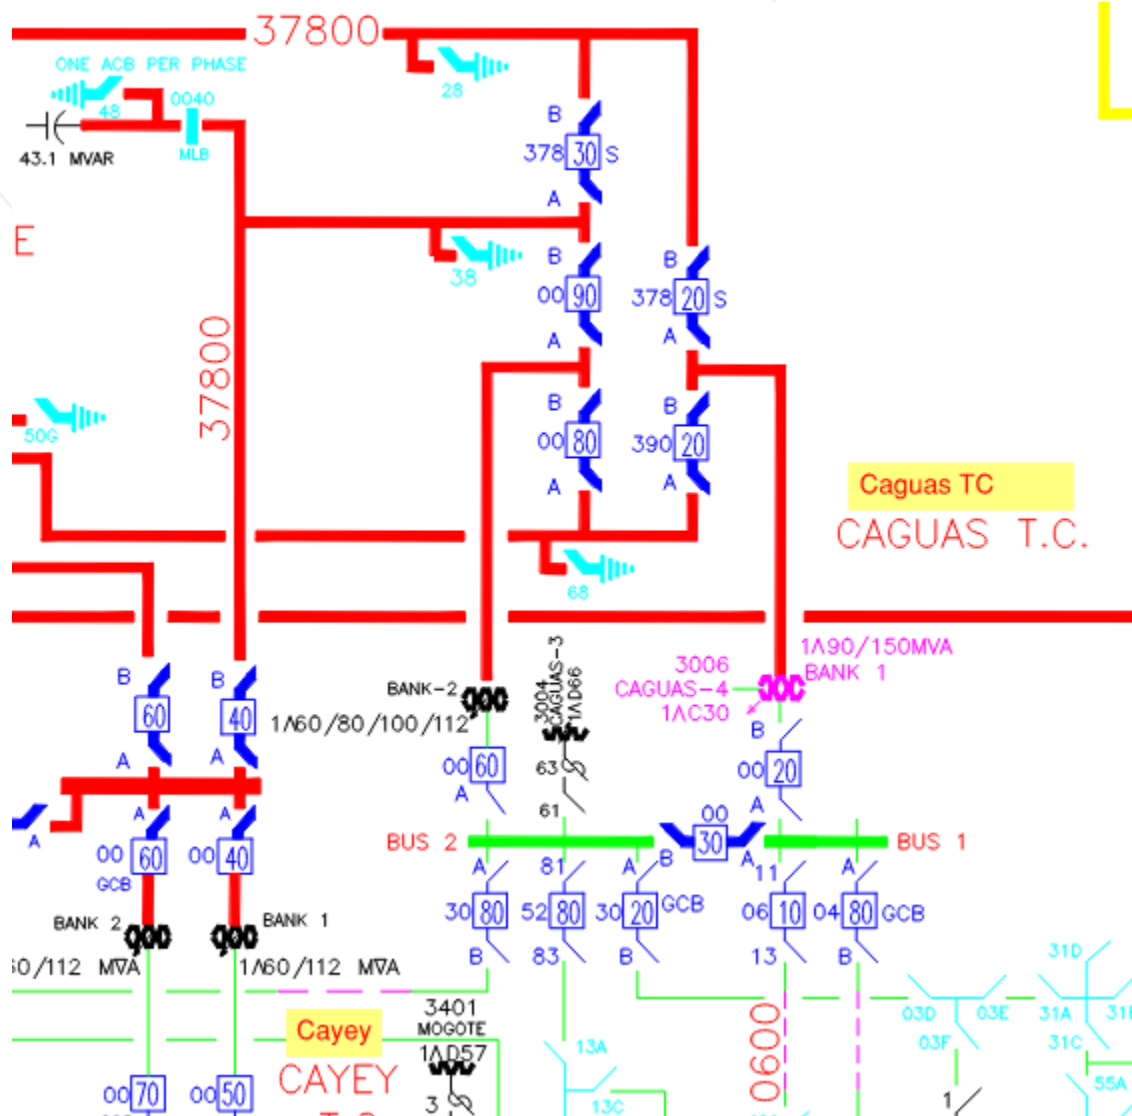 37800
ONE ACB PER PHASE
48
0040
28
43.1 MVAR
MLB
B
378 30 S
A
E
38
B
00 90
A
B
378 20 S
A
37800
50G
B
00 80
A
B
390 20
A
Caguas TC
CAGUAS T.C.
68
B
60
A
B
40
A
BANK-2
1Λ60/80/100/112
3004
CAGUAS-3
1ΛD66
3006
CAGUAS-4
1ΛC30
1Λ90/150MVA
BANK 1
00 60
A
63
61
B
00 20
A
A
A
A
00 60
GCB
00 40
BUS 2
B
00
30
A
BUS 1
A
30 80
B
81
52 80
83
A
30 20 GCB
B
11
06 10
13
A
04 80 GCB
B
BANK 2
BANK 1
60/112 M∇A
1Λ60/112 M∇A
3401
MOGOTE
1ΛD57
Cayey
CAYEY
T.C.
00 70
00 50
3
13A
13C
0600
03D
03E
03F
31D
31A
31C
55A
1